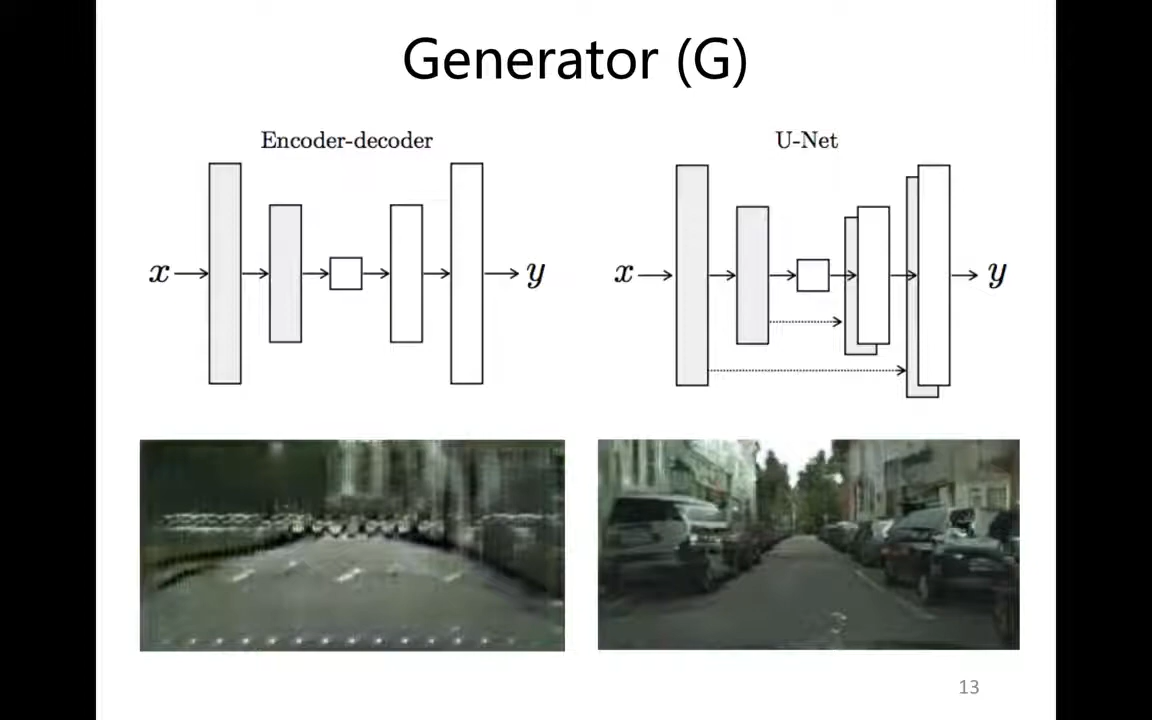 Generator (G)
Encoder-decoder
U-Net
x
y
x
y
13